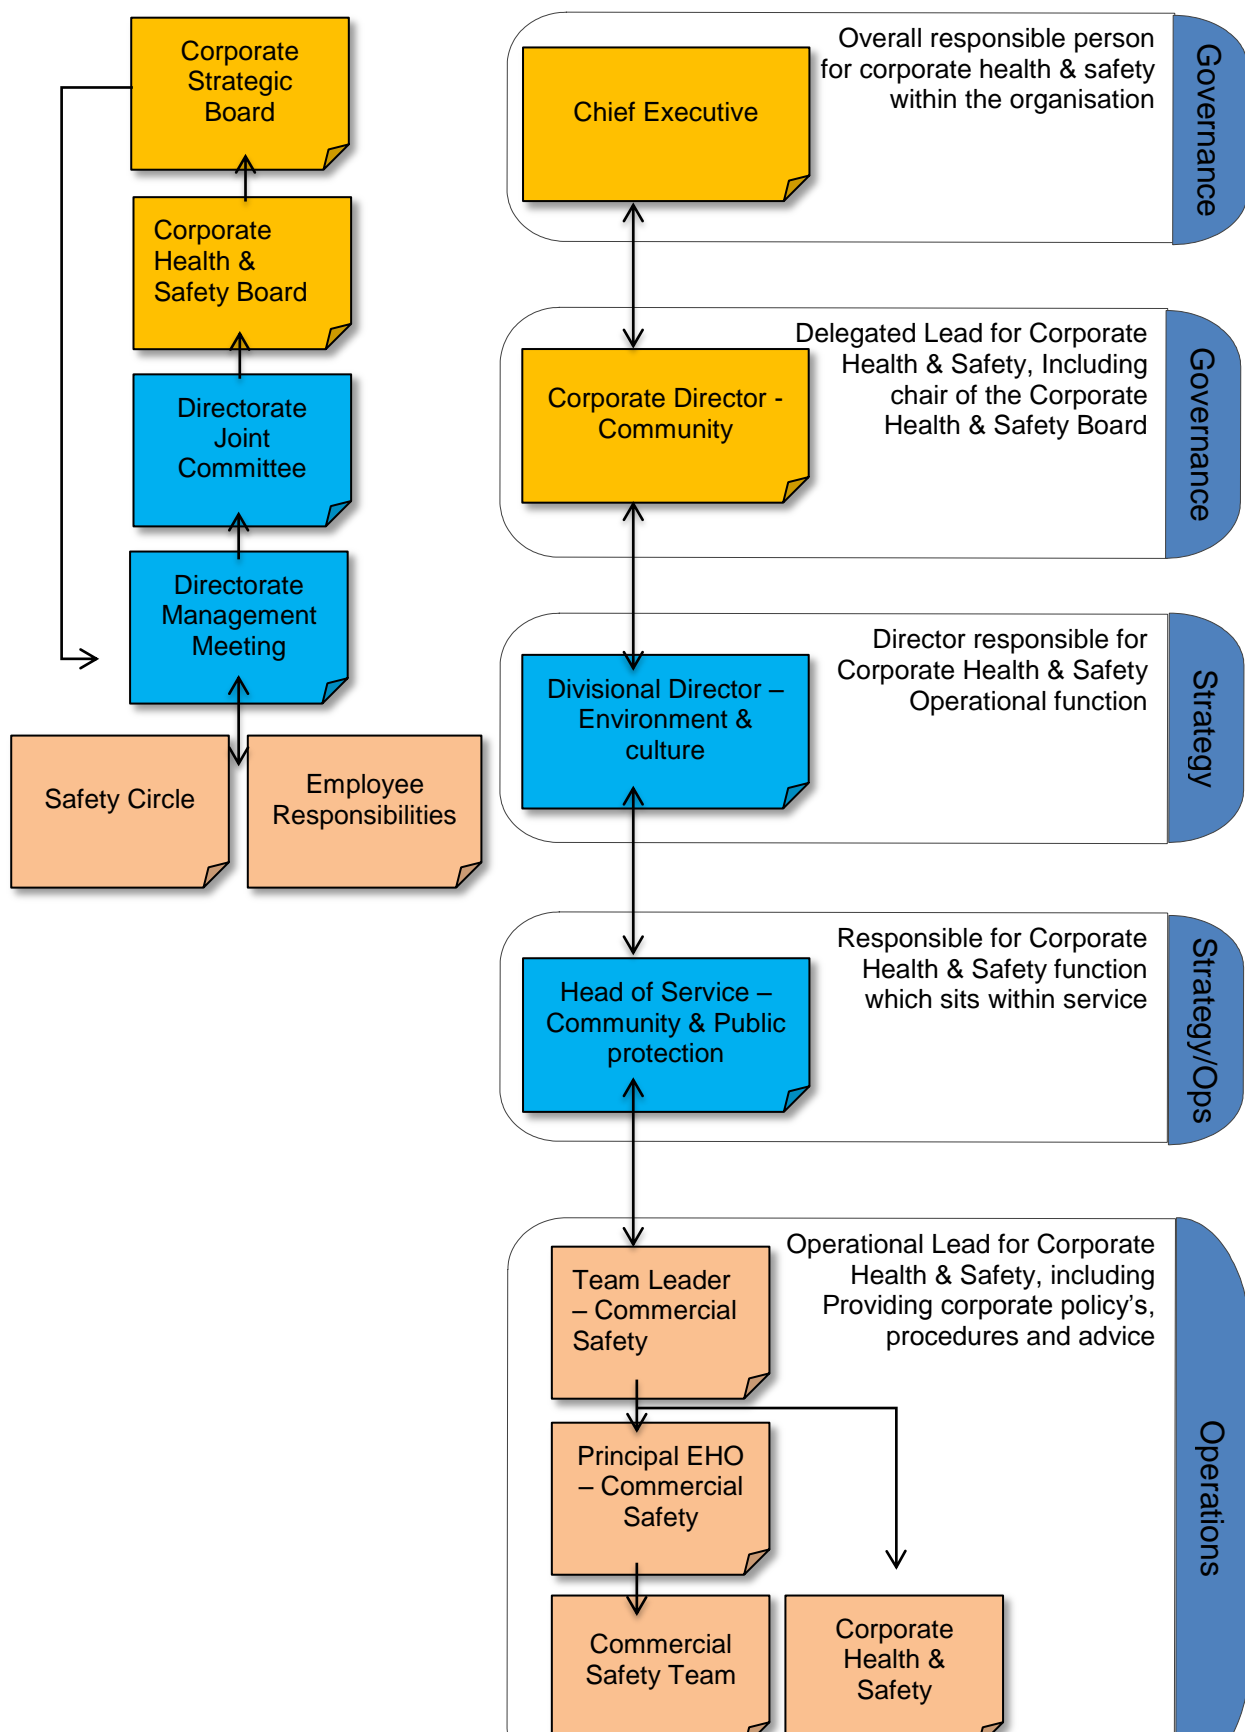 Corporate
Strategic
Board
Corporate
Health &
Safety Board
Directorate
Joint
Committee
Directorate
Management
Meeting
Safety Circle
Employee
Responsibilities
Chief Executive
Overall responsible person
for corporate health & safety
within the organisation
Governance
Corporate Director -
Community
Delegated Lead for Corporate
Health & Safety, Including
chair of the Corporate
Health & Safety Board
Governance
Divisional Director –
Environment &
culture
Director responsible for
Corporate Health & Safety
Operational function
Strategy
Head of Service –
Community & Public
protection
Responsible for Corporate
Health & Safety function
which sits within service
Strategy/Ops
Team Leader
– Commercial
Safety
Operational Lead for Corporate
Health & Safety, including
Providing corporate policy’s,
procedures and advice
Principal EHO
– Commercial
Safety
Operations
Commercial
Safety Team
Corporate
Health &
Safety